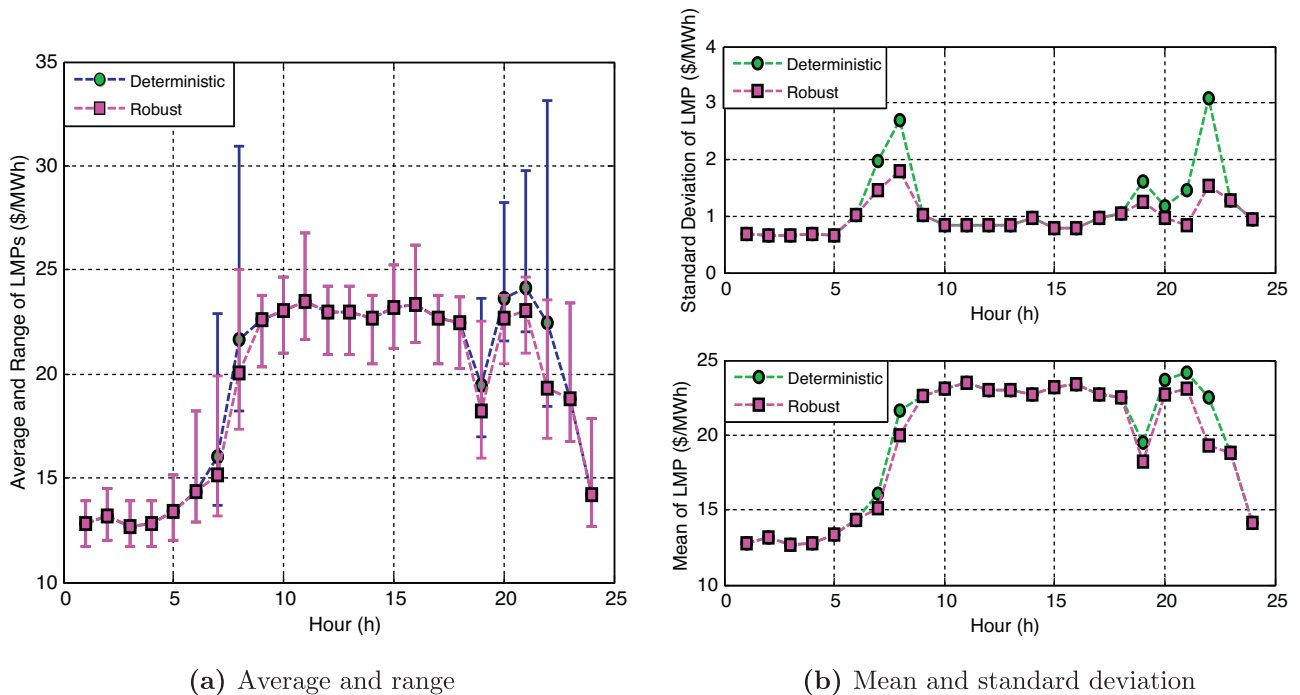 35
30
25
20
15
10
Average and Range of LMPs ($/MWh)
Deterministic
Robust
0 5 10 15 20 25
Hour (h)
(a) Average and range
4
3
2
1
0
Standard Deviation of LMP ($/MWh)
Deterministic
Robust
0 5 10 15 20 25
Hour (h)
25
20
15
10
Mean of LMP ($/MWh)
Deterministic
Robust
0 5 10 15 20 25
Hour (h)
(b) Mean and standard deviation